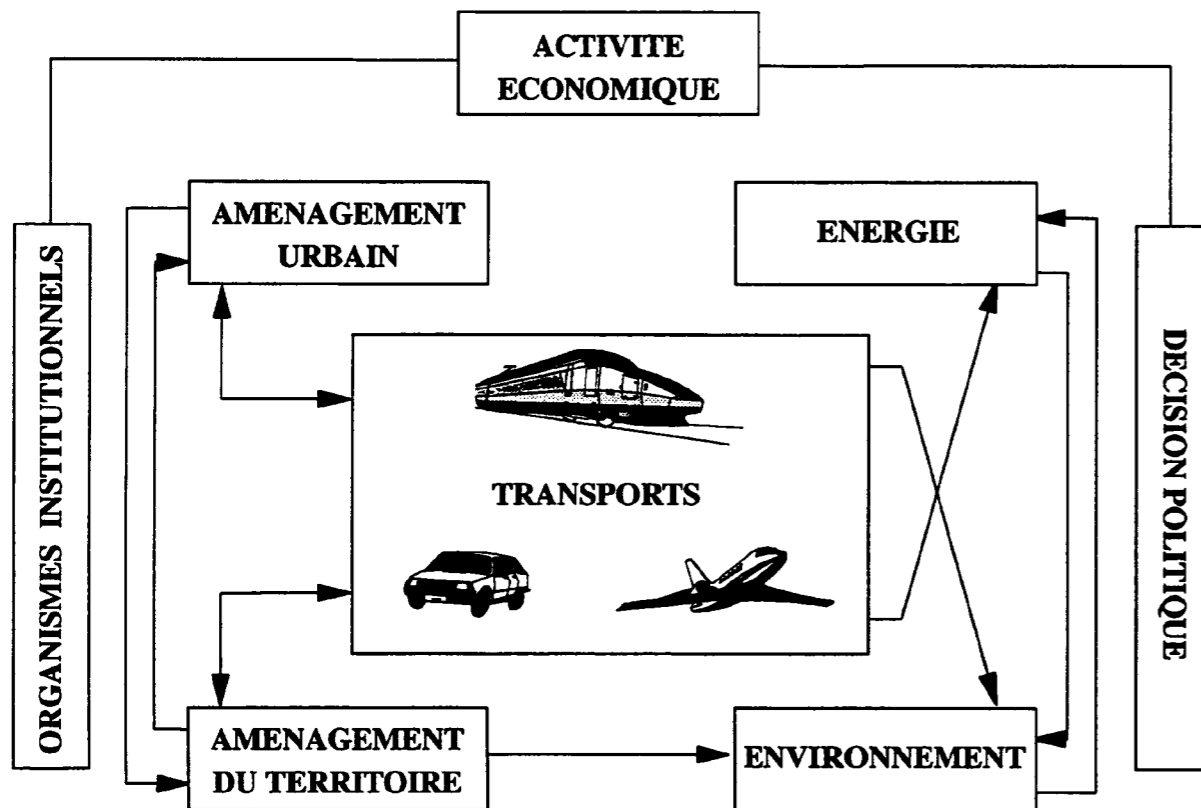 ACTIVITE
ECONOMIQUE
AMENAGEMENT
URBAIN
ENERGIE
ORGANISMES INSTITUTIONNELS
DECISION POLITIQUE
TRANSPORTS
AMENAGEMENT
DU TERRITOIRE
ENVIRONNEMENT